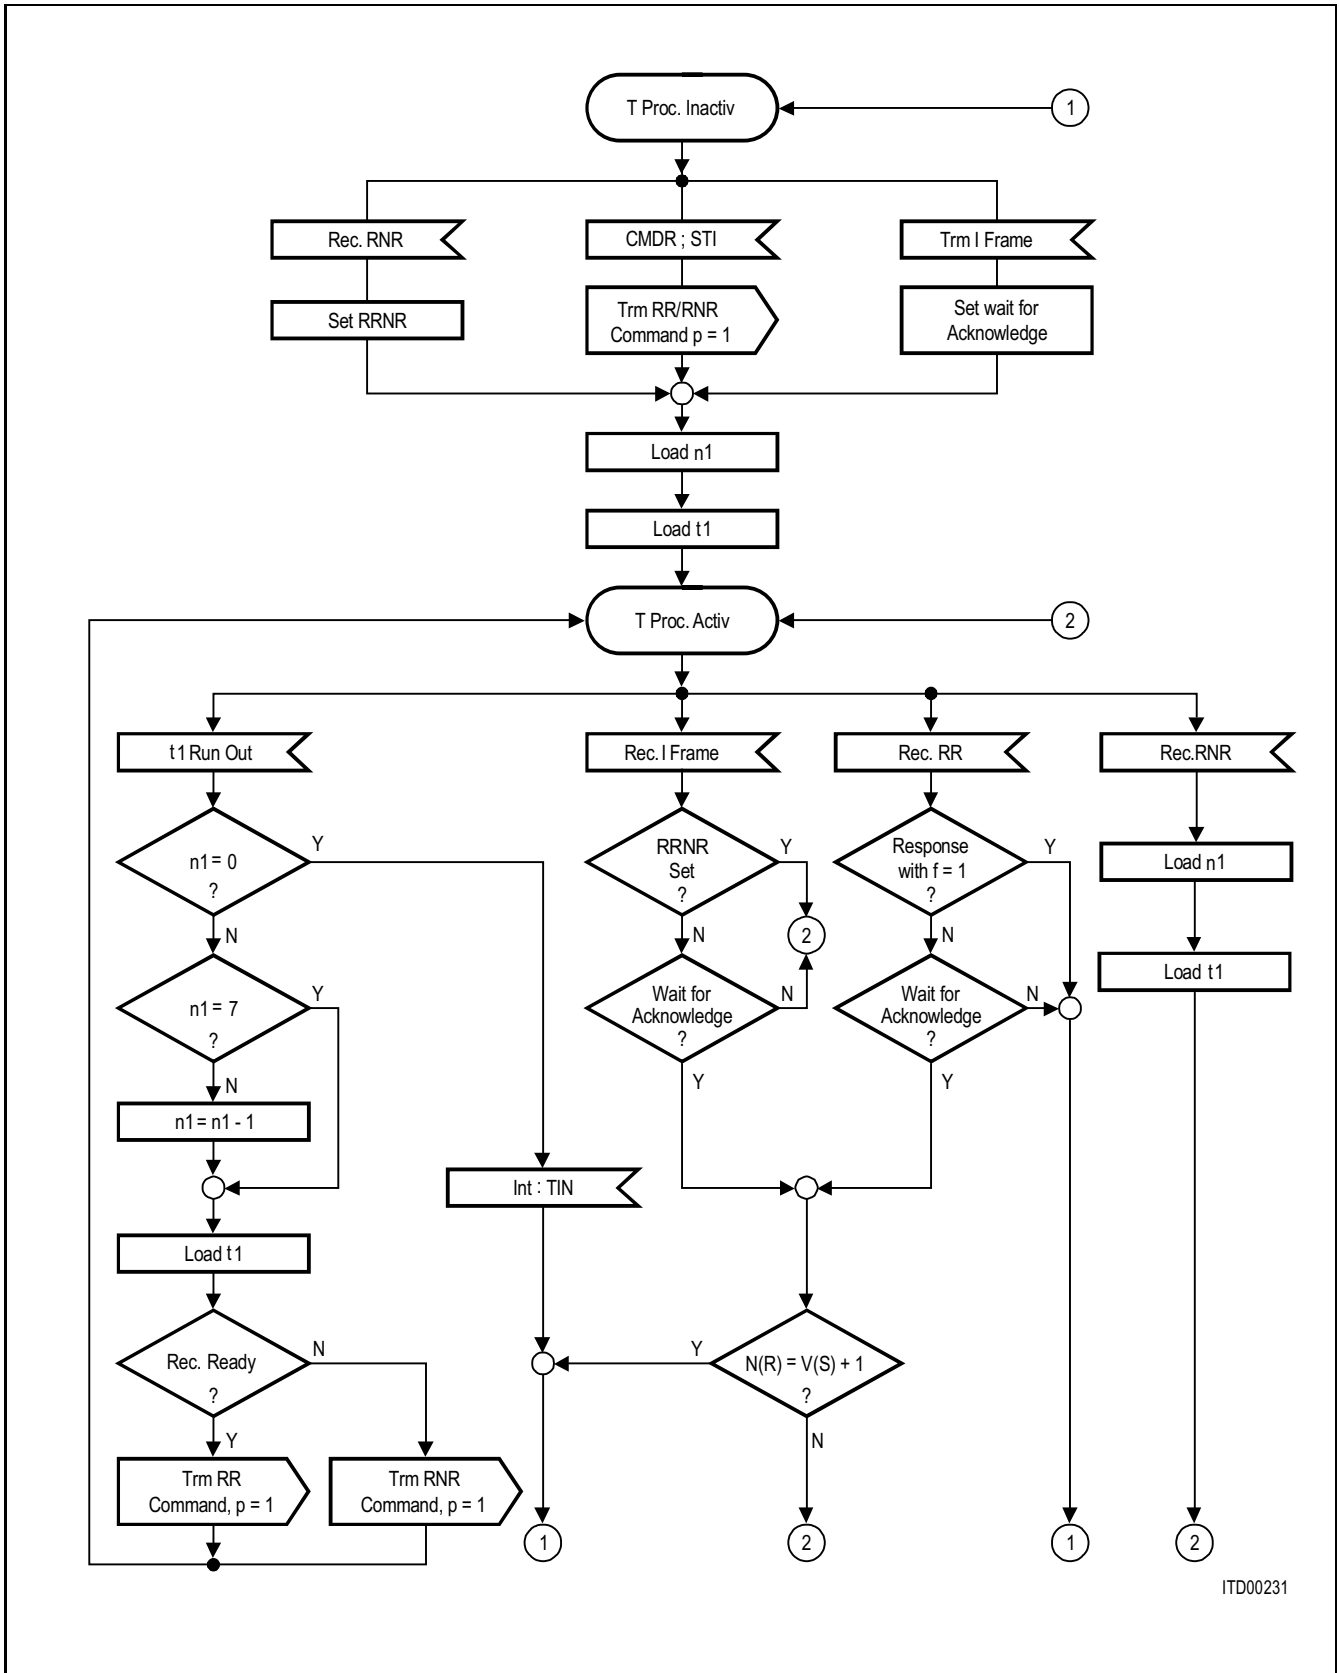 T Proc. Inactiv
1
Rec. RNR
CMDR ; STI
Trm I Frame
Set RRNR
Trm RR/RNR
Command p = 1
Set wait for
Acknowledge
Load n1
Load t1
T Proc. Activ
2
t1 Run Out
Rec. I Frame
Rec. RR
Rec.RNR
n1 = 0
?
Y
N
RRNR
Set
?
Y
N
2
Response
with f = 1
?
Y
N
Load n1
n1 = 7
?
Y
N
Wait for
Acknowledge
?
N
Y
Wait for
Acknowledge
?
N
Y
Load t1
n1 = n1 - 1
Int : TIN
Load t1
Rec. Ready
?
N
Y
N(R) = V(S) + 1
?
Y
N
Trm RR
Command, p = 1
Trm RNR
Command, p = 1
1
2
1
2
ITD00231